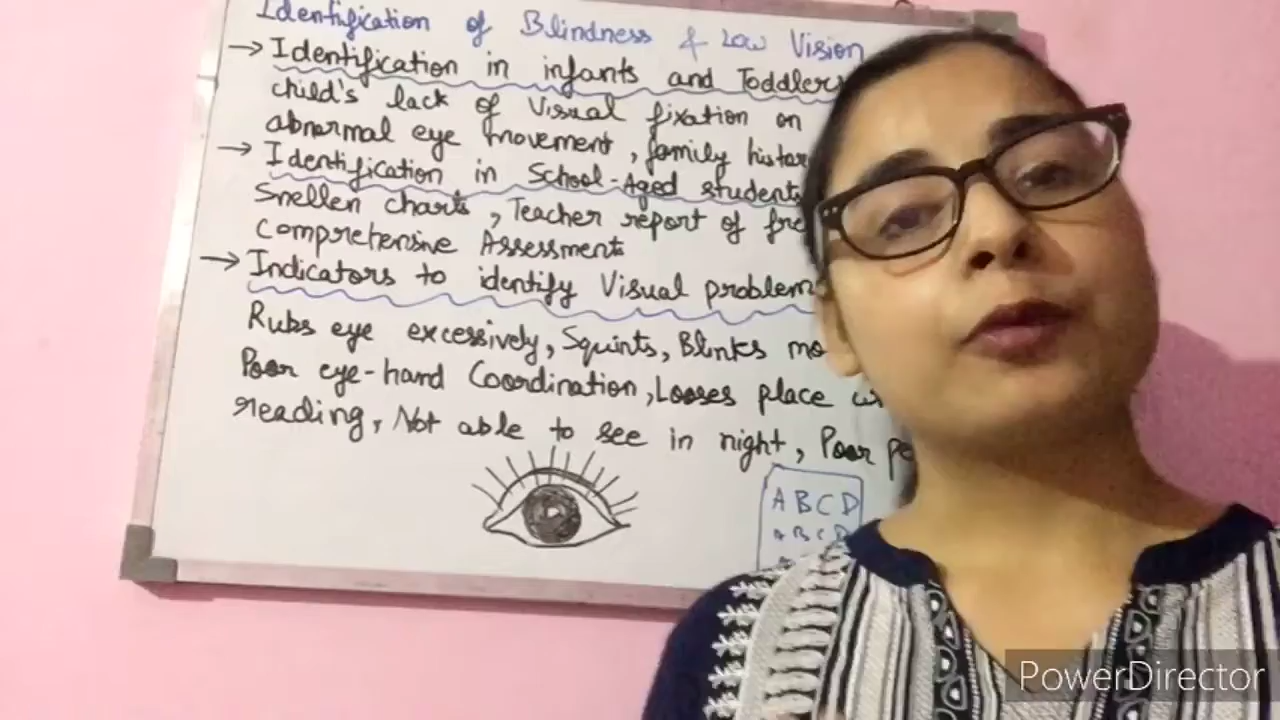 Identification of Blindness & Low Vision
→ Identification in infants and Toddlers
child's lack of Visual fixation on
abnormal eye movement, family
→ Identification in School-Aged students
Snellen charts, Teacher report of
Comprehensive Assessment
→ Indicators to identify Visual problem
Rubs eye excessively, Squints, Blinks
Poor eye-hand Coordination, Looses place
reading, Not able to see in night, Poor
A B C D
A B C D
PowerDirector